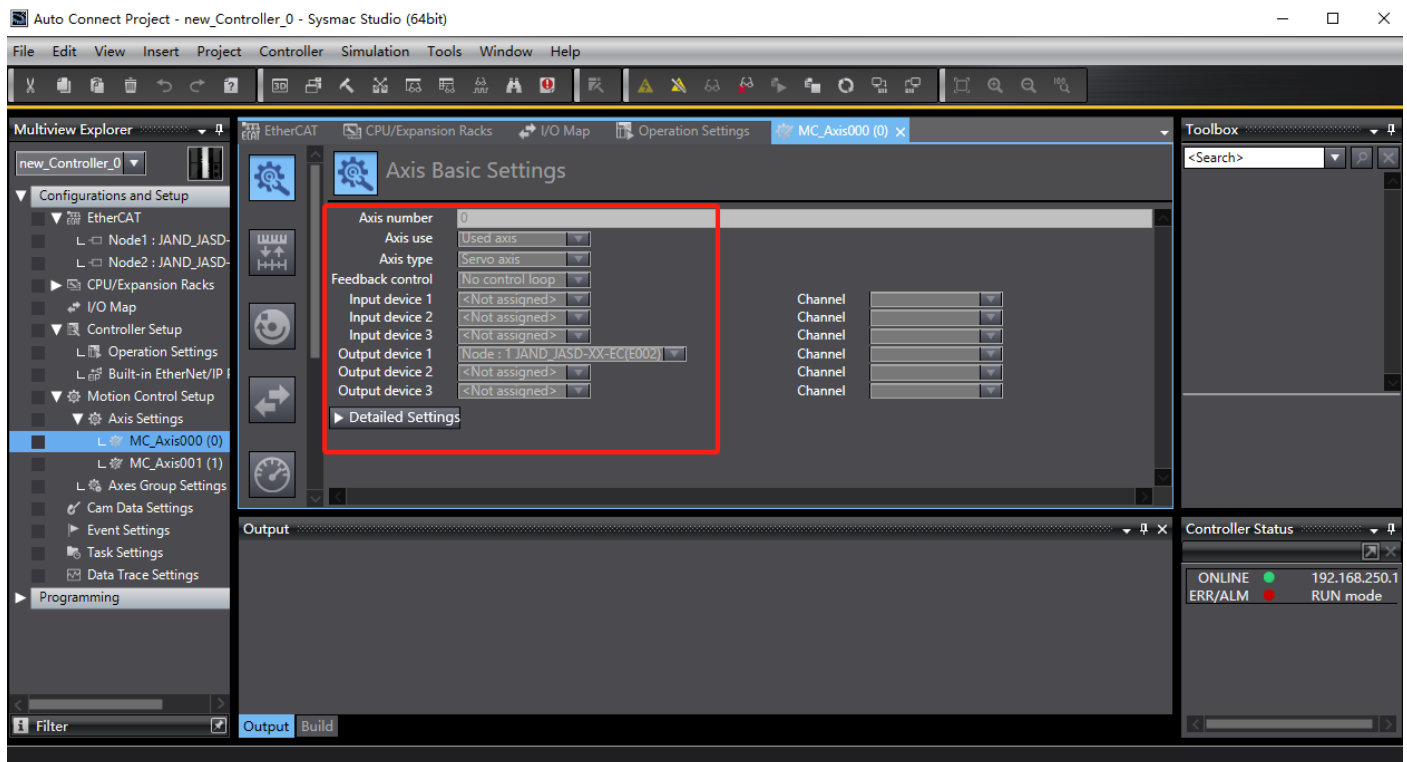 Auto Connect Project - new_Controller_0 - Sysmac Studio (64bit)
File Edit View Insert Project Controller Simulation Tools Window Help
Multiview Explorer
new_Controller_0
Configurations and Setup
EtherCAT
Node1 : JAND_JASD-
Node2 : JAND_JASD-
CPU/Expansion Racks
I/O Map
Controller Setup
Operation Settings
Built-in EtherNet/IP
Motion Control Setup
Axis Settings
MC_Axis000 (0)
MC_Axis001 (1)
Axes Group Settings
Cam Data Settings
Event Settings
Task Settings
Data Trace Settings
Programming
Filter
EtherCAT CPU/Expansion Racks I/O Map Operation Settings MC_Axis000 (0)
Axis Basic Settings
Axis number 0
Axis use Used axis
Axis type Servo axis
Feedback control No control loop
Input device 1 <Not assigned> Channel
Input device 2 <Not assigned> Channel
Input device 3 <Not assigned> Channel
Output device 1 Node : 1 JAND_JASD-XX-EC(E002) Channel
Output device 2 <Not assigned> Channel
Output device 3 <Not assigned> Channel
Detailed Settings
Output
Output Build
Toolbox
<Search>
Controller Status
ONLINE 192.168.250.1
ERR/ALM RUN mode